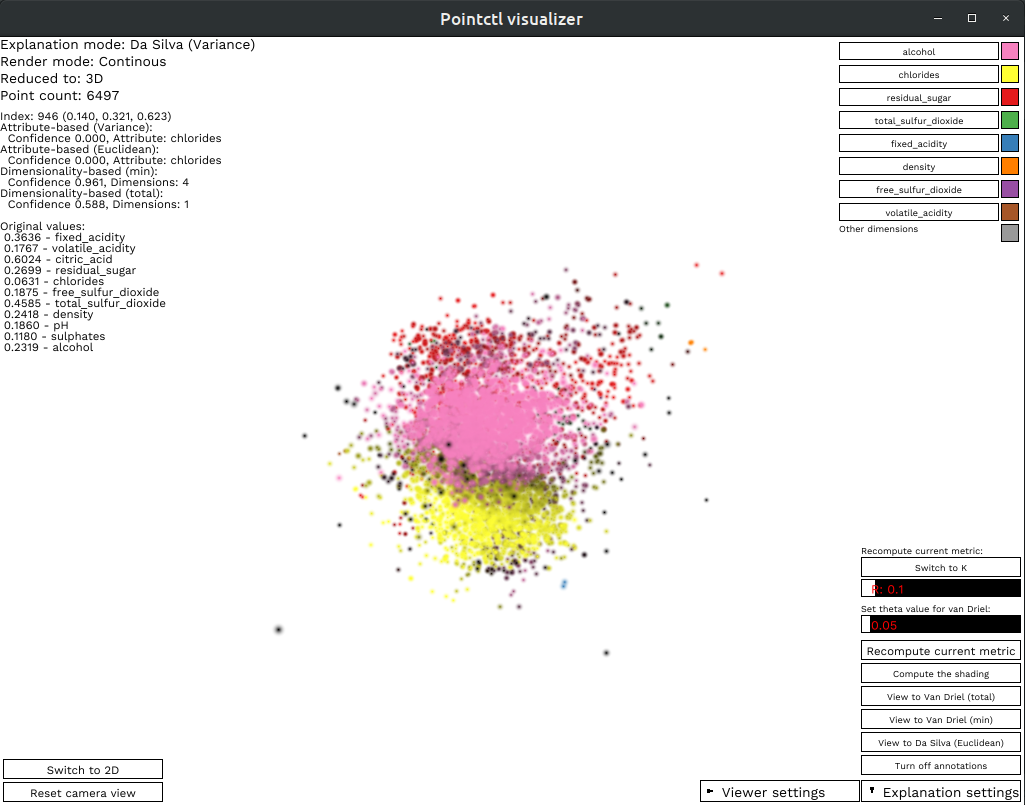 Pointctl visualizer
Explanation mode: Da Silva (Variance)
Render mode: Continous
Reduced to: 3D
Point count: 6497
Index: 946 (0.140, 0.321, 0.623)
Attribute-based (Variance):
Confidence 0.000, Attribute: chlorides
Attribute-based (Euclidean):
Confidence 0.000, Attribute: chlorides
Dimensionality-based (min):
Confidence 0.961, Dimensions: 4
Dimensionality-based (total):
Confidence 0.588, Dimensions: 1
Original values:
0.3636 - fixed_acidity
0.1767 - volatile_acidity
0.6024 - citric_acid
0.2699 - residual_sugar
0.0631 - chlorides
0.1875 - free_sulfur_dioxide
0.4585 - total_sulfur_dioxide
0.2418 - density
0.1860 - pH
0.1180 - sulphates
0.2319 - alcohol
alcohol
chlorides
residual_sugar
total_sulfur_dioxide
fixed_acidity
density
free_sulfur_dioxide
volatile_acidity
Other dimensions
Recompute current metric:
Switch to K
R: 0.1
Set theta value for van Driel:
0.05
Recompute current metric
Compute the shading
View to Van Driel (total)
View to Van Driel (min)
View to Da Silva (Euclidean)
Turn off annotations
Switch to 2D
Reset camera view
Viewer settings
Explanation settings